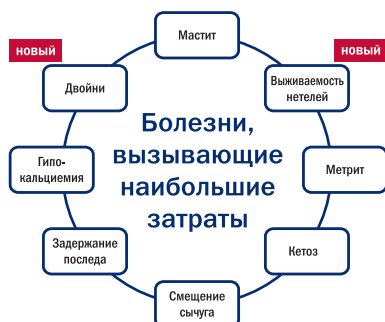 Мастит
новый
новый
Двойни
Выживаемость
нетелей
Болезни,
вызывающие
наибольшие
затраты
Гипо-
кальциемия
Метрит
Задержание
последа
Кетоз
Смещение
сычуга